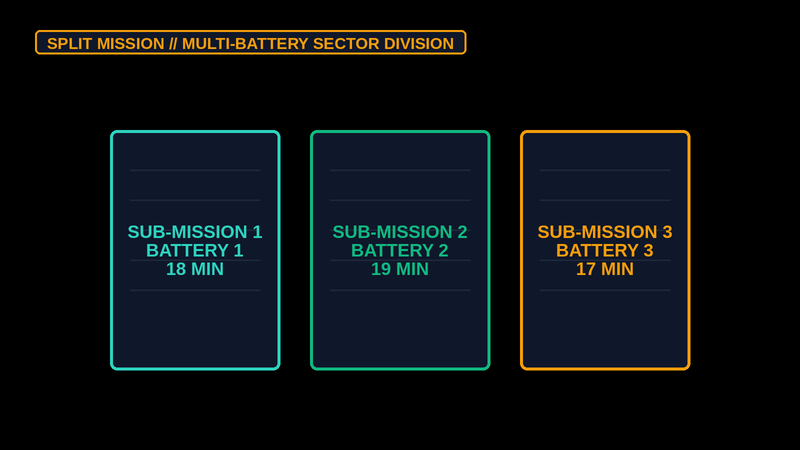 SPLIT MISSION // MULTI-BATTERY SECTOR DIVISION
SUB-MISSION 1
BATTERY 1
18 MIN
SUB-MISSION 2
BATTERY 2
19 MIN
SUB-MISSION 3
BATTERY 3
17 MIN